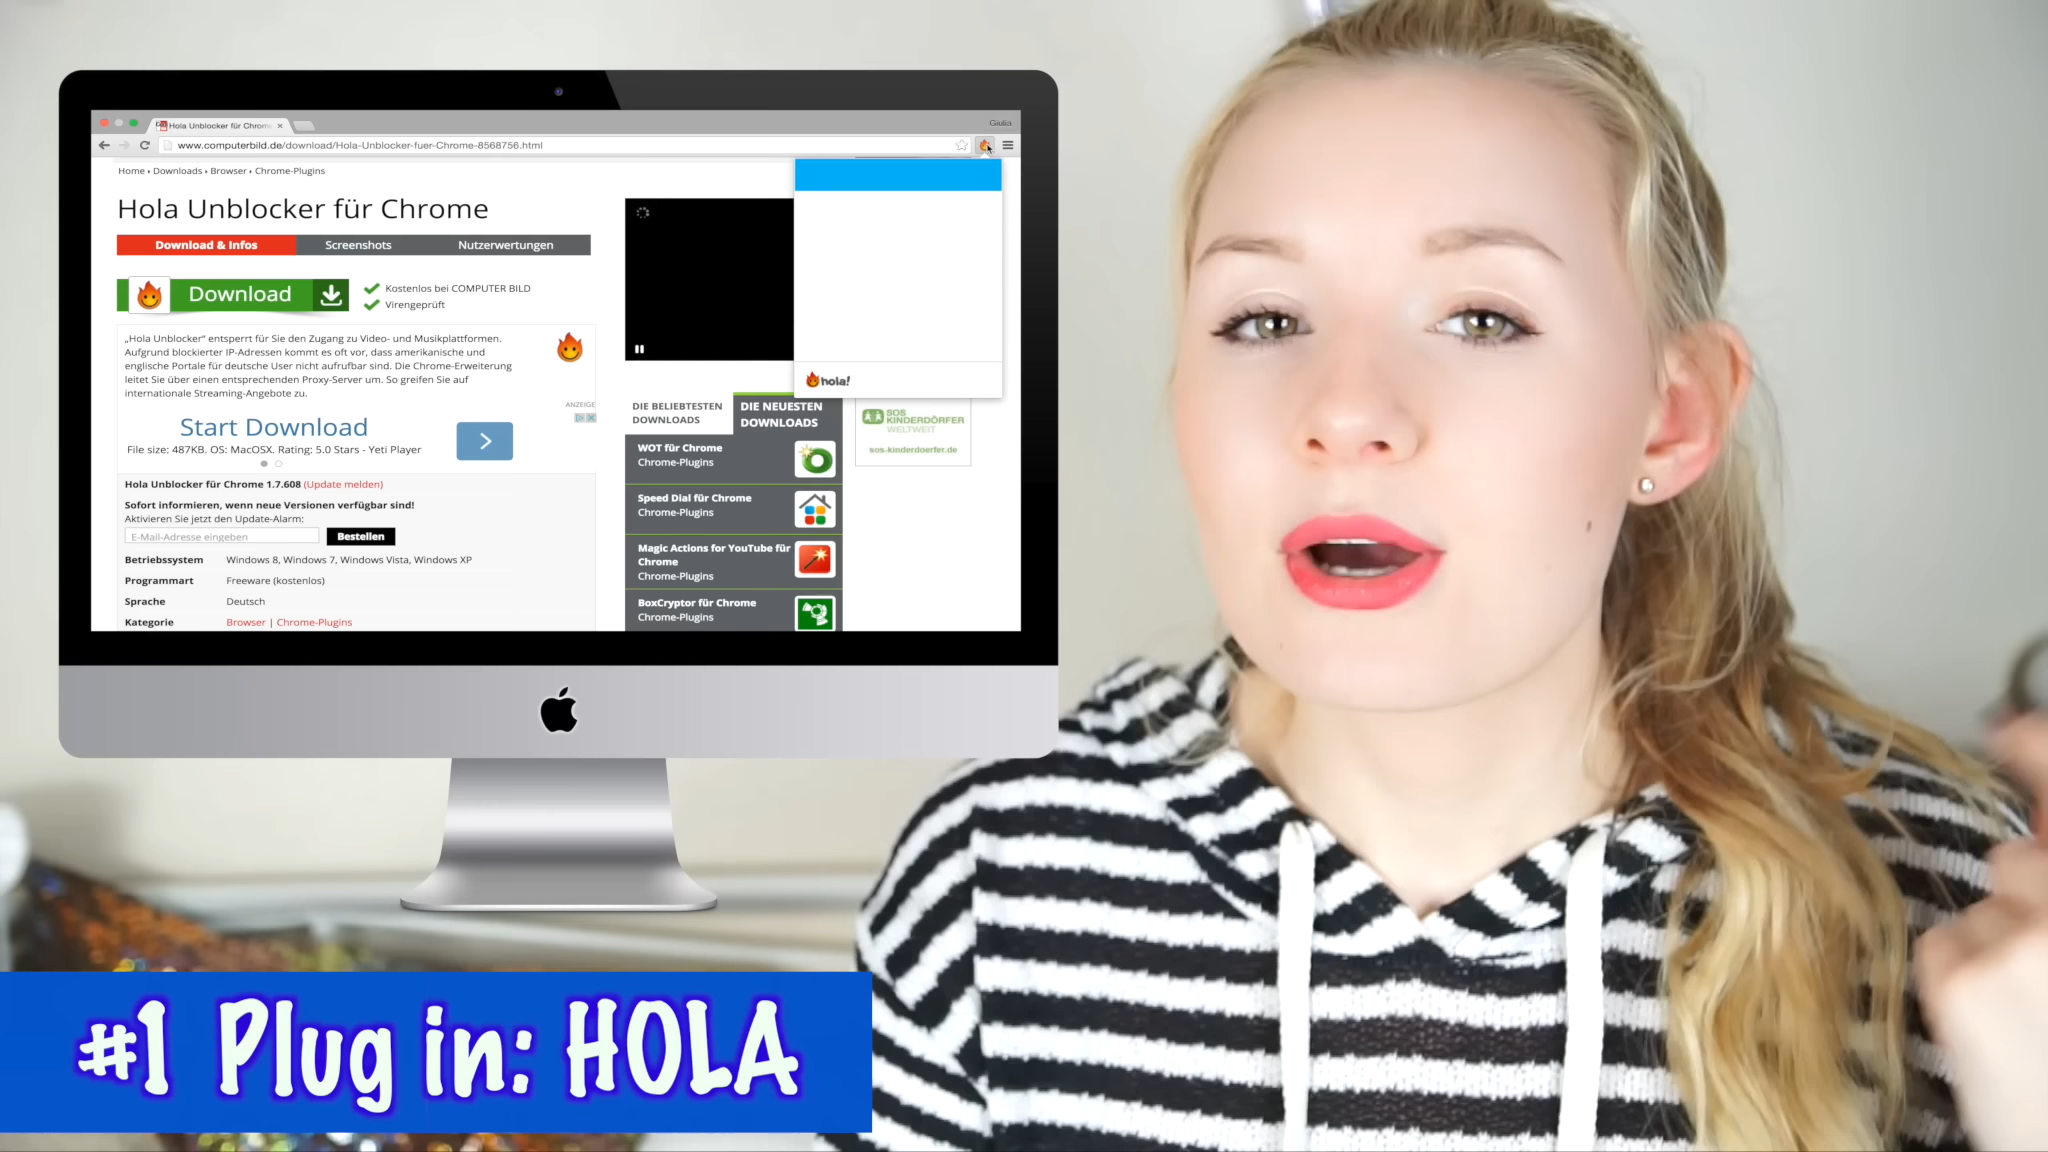 Hola Unblocker für Chrom
Giulia
www.computerbild.de/download/Hola-Unblocker-fuer-Chrome-8568756.html
Home › Downloads › Browser › Chrome-Plugins
Hola Unblocker für Chrome
Download & Infos
Screenshots
Nutzerwertungen
Download
Kostenlos bei COMPUTER BILD
Virengeprüft
„Hola Unblocker“ entsperrt für Sie den Zugang zu Video- und Musikplattformen.
Aufgrund blockierter IP-Adressen kommt es oft vor, dass amerikanische und
englische Portale für deutsche User nicht aufrufbar sind. Die Chrome-Erweiterung
leitet Sie über einen entsprechenden Proxy-Server um. So greifen Sie auf
internationale Streaming-Angebote zu.
ANZEIGE
Start Download
File size: 487KB. OS: MacOSX. Rating: 5.0 Stars - Yeti Player
Hola Unblocker für Chrome 1.7.608 (Update melden)
Sofort informieren, wenn neue Versionen verfügbar sind!
Aktivieren Sie jetzt den Update-Alarm:
E-Mail-Adresse eingeben
Bestellen
Betriebssystem Windows 8, Windows 7, Windows Vista, Windows XP
Programmart Freeware (kostenlos)
Sprache Deutsch
Kategorie Browser | Chrome-Plugins
hola!
DIE BELIEBTESTEN
DOWNLOADS
DIE NEUESTEN
DOWNLOADS
WOT für Chrome
Chrome-Plugins
Speed Dial für Chrome
Chrome-Plugins
Magic Actions for YouTube für
Chrome
Chrome-Plugins
BoxCryptor für Chrome
Chrome-Plugins
SOS
KINDERDÖRFER
WELTWEIT
sos-kinderdoerfer.de
#1 Plug in: HOLA